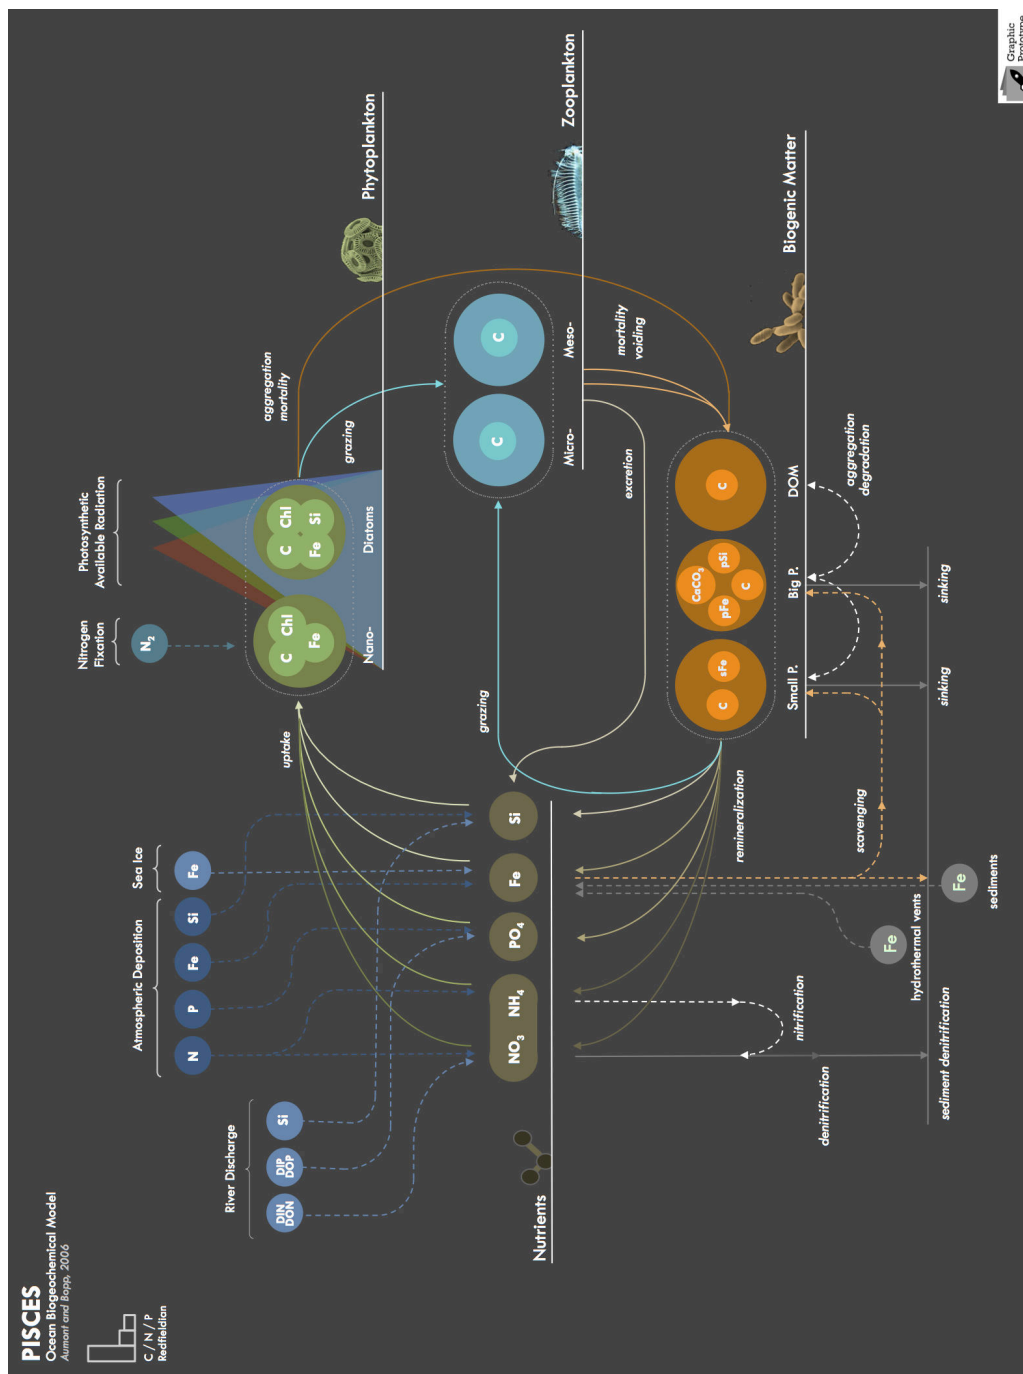 PISCES
Ocean Biogeochemical Model
Aumont and Bopp, 2006
C / N / P
Redfieldian
River Discharge
DIN
DON
DIP
DOP
Si
Atmospheric Deposition
N
P
Fe
Si
Sea Ice
Fe
Nitrogen
Fixation
N2
Photosynthetic
Available Radiation
uptake
C
Chl
Fe
C
Chl
Fe
Si
Nano-
Diatoms
Phytoplankton
aggregation
mortality
grazing
grazing
C
C
Micro-
Meso-
Zooplankton
mortality
voiding
excretion
Nutrients
NO3
NH4
PO4
Fe
Si
remineralization
C
sFe
CaCO3
pFe
pSi
C
C
Small P.
Big P.
DOM
Biogenic Matter
aggregation
degradation
scavenging
sinking
sinking
nitrification
denitrification
sediment denitrification
hydrothermal vents
Fe
Fe
sediments
Graphic
Prototype